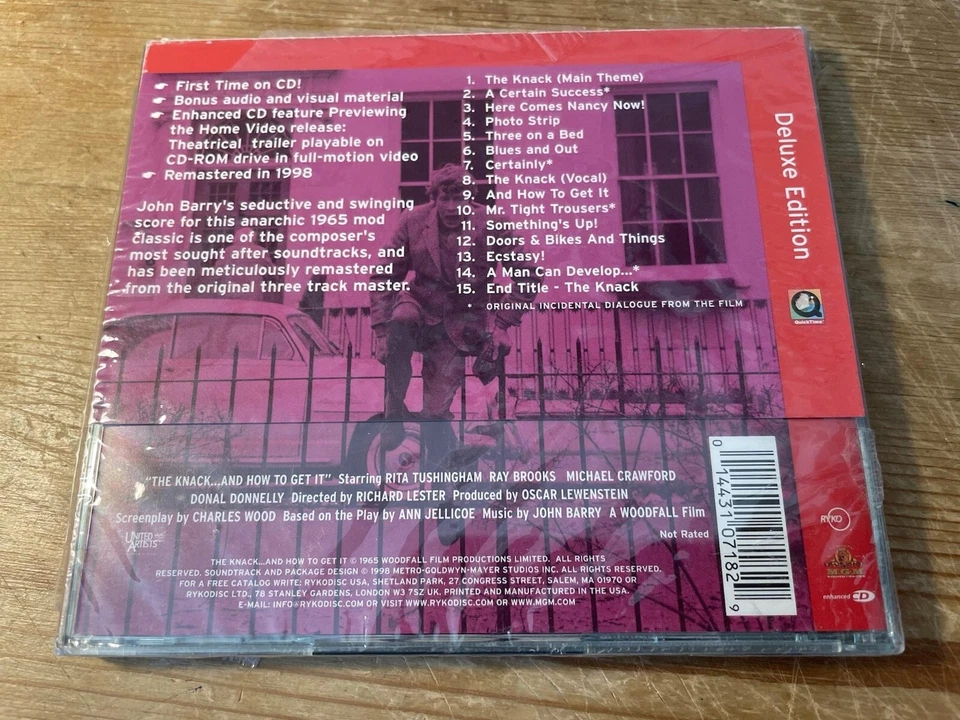 First Time on CD!
Bonus audio and visual material
Enhanced CD feature Previewing
the Home Video release:
Theatrical trailer playable on
CD-ROM drive in full-motion video
Remastered in 1998
John Barry's seductive and swinging
score for this anarchic 1965 mod
classic is one of the composer's
most sought after soundtracks, and
has been meticulously remastered
from the original three track master.
1. The Knack (Main Theme)
2. A Certain Success*
3. Here Comes Nancy Now!
4. Photo Strip
5. Three on a Bed
6. Blues and Out
7. Certainly*
8. The Knack (Vocal)
9. And How To Get It
10. Mr. Tight Trousers*
11. Something's Up!
12. Doors & Bikes And Things
13. Ecstasy!
14. A Man Can Develop...*
15. End Title - The Knack
* ORIGINAL INCIDENTAL DIALOGUE FROM THE FILM
Deluxe Edition
QuickTime™
"THE KNACK...AND HOW TO GET IT" Starring RITA TUSHINGHAM RAY BROOKS MICHAEL CRAWFORD
DONAL DONNELLY Directed by RICHARD LESTER Produced by OSCAR LEWENSTEIN
Screenplay by CHARLES WOOD Based on the Play by ANN JELLICOE Music by JOHN BARRY A WOODFALL Film
Not Rated
UNITED
ARTISTS
THE KNACK...AND HOW TO GET IT © 1965 WOODFALL FILM PRODUCTIONS LIMITED. ALL RIGHTS
RESERVED. SOUNDTRACK AND PACKAGE DESIGN © 1998 METRO-GOLDWYN-MAYER STUDIOS INC. ALL RIGHTS RESERVED.
FOR A FREE CATALOG WRITE: RYKODISC USA, SHETLAND PARK, 27 CONGRESS STREET, SALEM, MA 01970 OR
RYKODISC LTD., 78 STANLEY GARDENS, LONDON W3 7SZ UK. PRINTED AND MANUFACTURED IN THE USA.
E-MAIL: INFO@RYKODISC.COM OR VISIT WWW.RYKODISC.COM OR WWW.MGM.COM
0 14431 07182 9
RYKO
MGM
enhanced CD